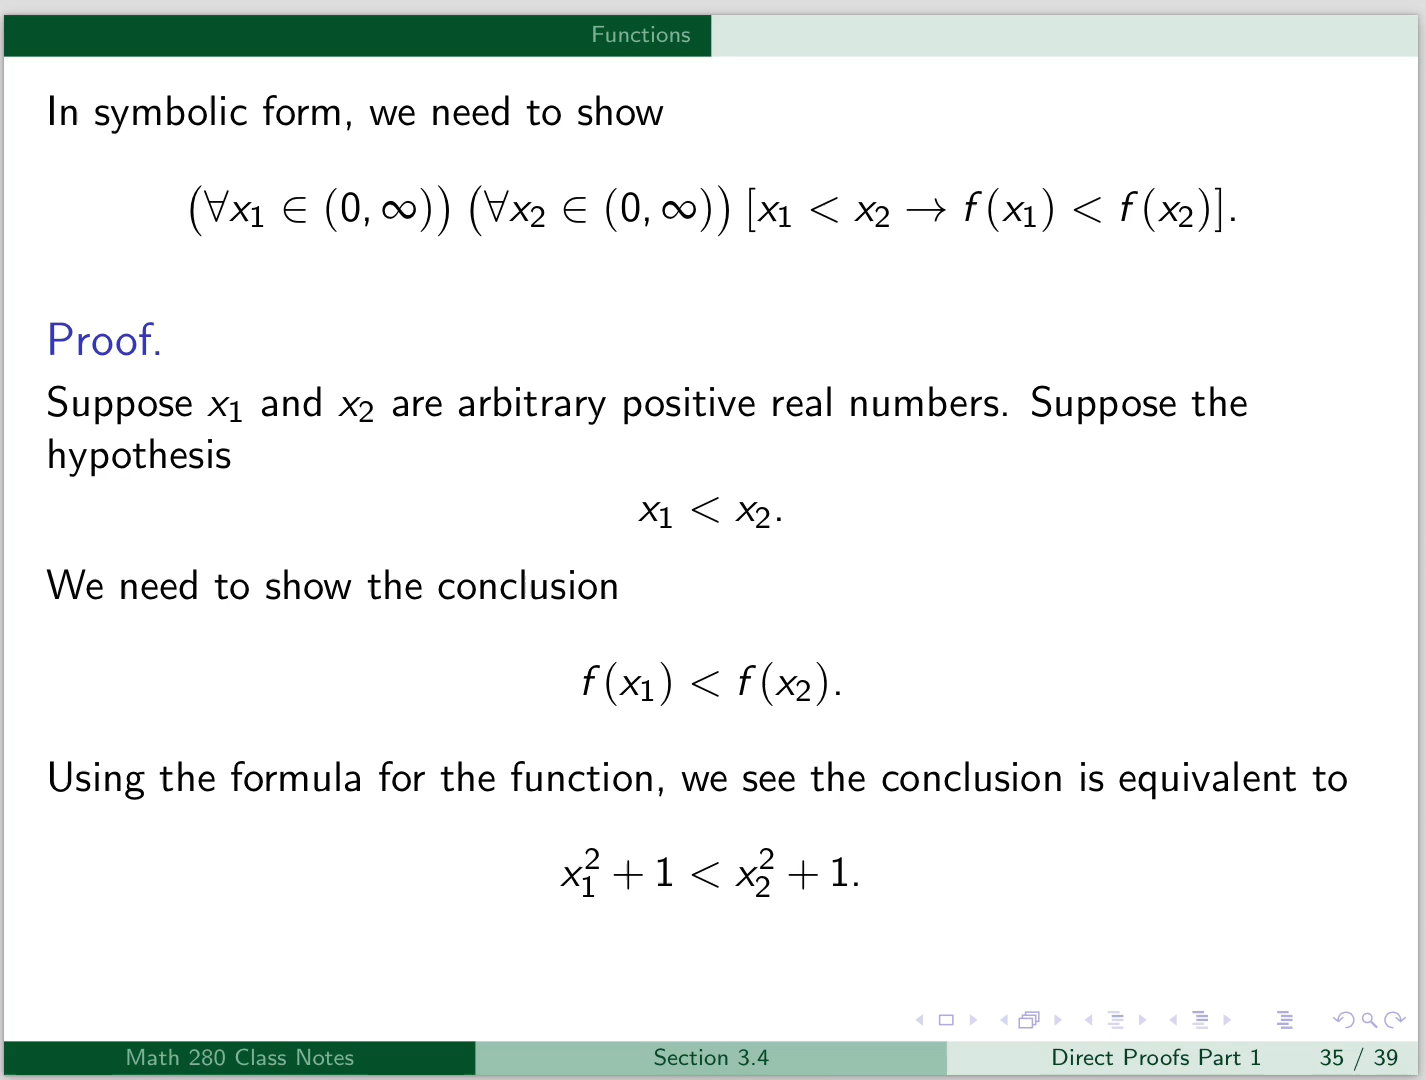 Functions
In symbolic form, we need to show
(∀x₁ ∈ (0, ∞)) (∀x₂ ∈ (0, ∞)) [x₁ < x₂ → f(x₁) < f(x₂)].
Proof.
Suppose x₁ and x₂ are arbitrary positive real numbers. Suppose the
hypothesis
x₁ < x₂.
We need to show the conclusion
f(x₁) < f(x₂).
Using the formula for the function, we see the conclusion is equivalent to
x₁² + 1 < x₂² + 1.
Math 280 Class Notes Section 3.4 Direct Proofs Part 1 35 / 39